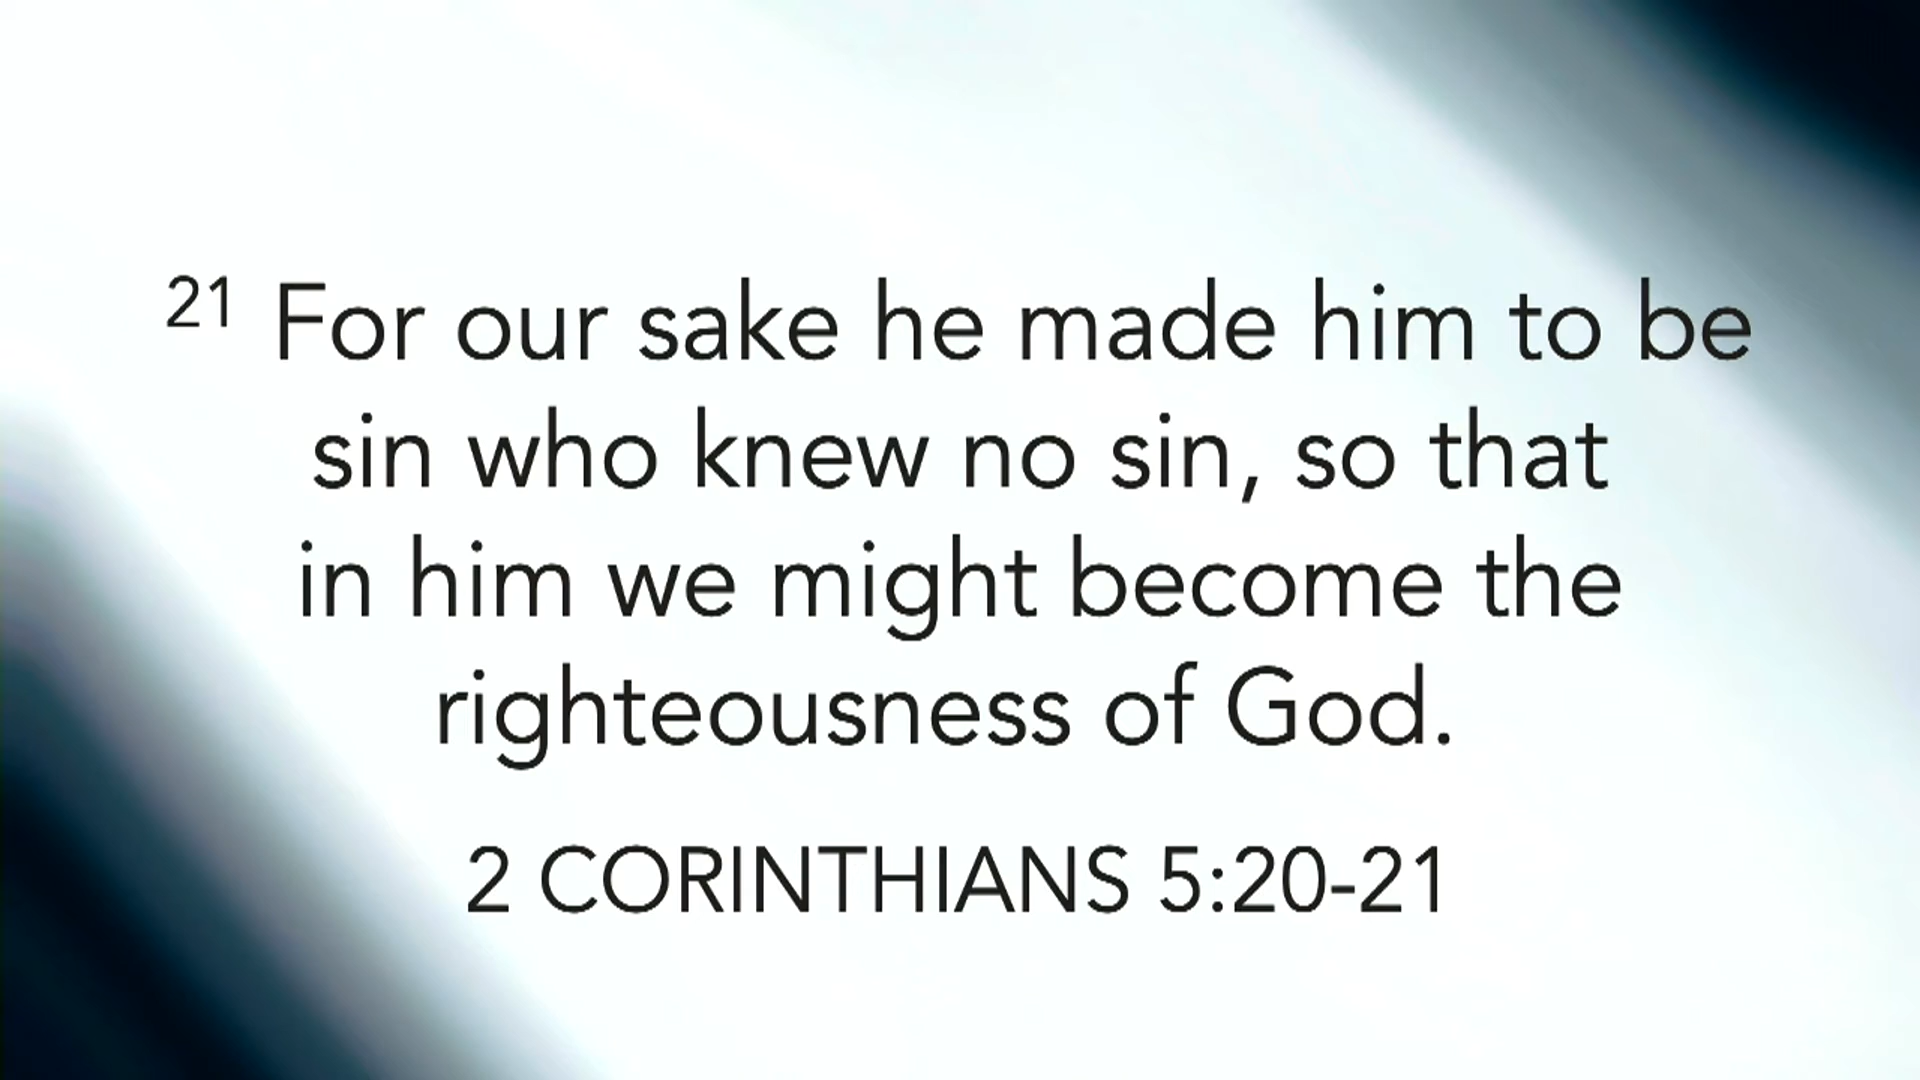 21 For our sake he made him to be
sin who knew no sin, so that
in him we might become the
righteousness of God.
2 CORINTHIANS 5:20-21